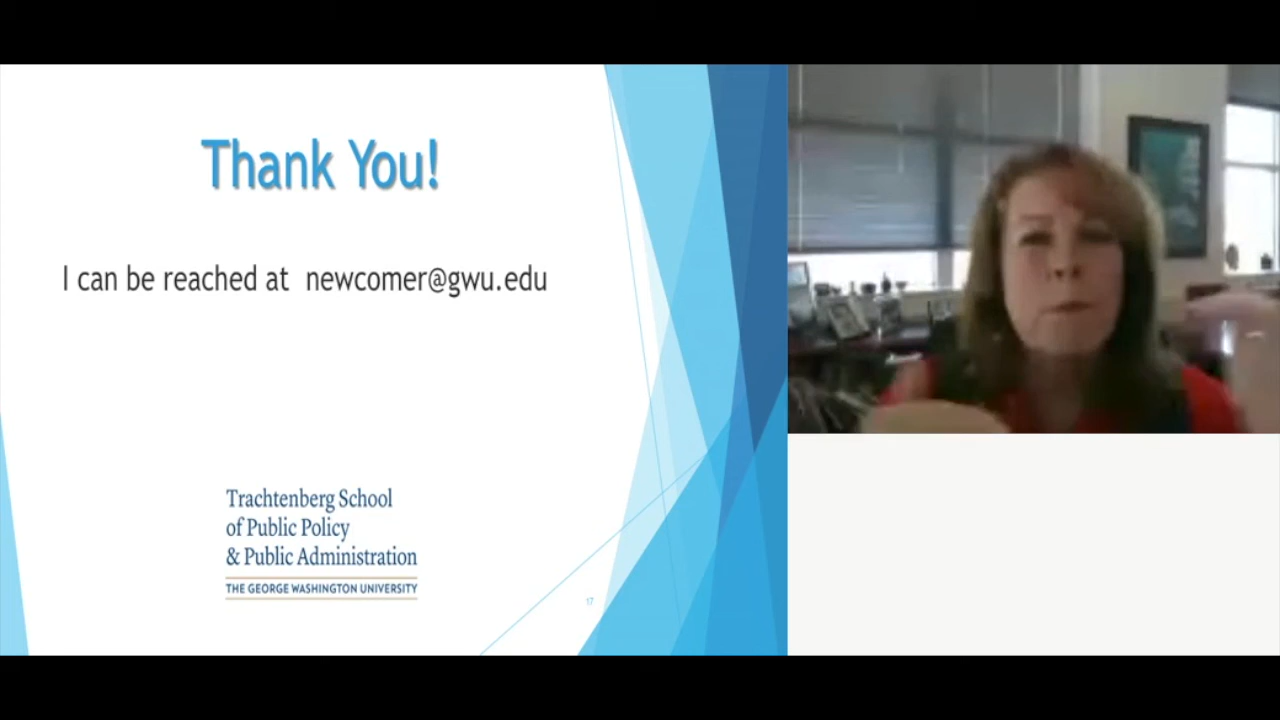 Thank You!
I can be reached at newcomer@gwu.edu
Trachtenberg School
of Public Policy
& Public Administration
THE GEORGE WASHINGTON UNIVERSITY
17